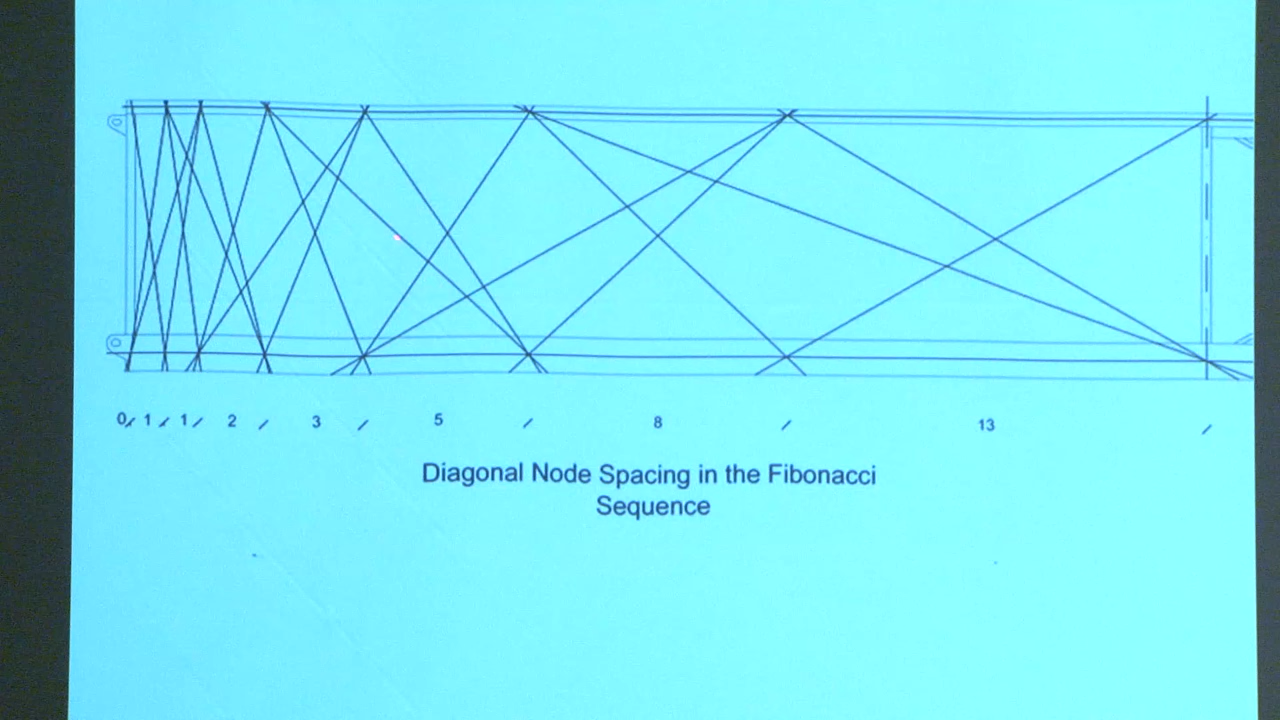 0 / 1 / 1 / 2 / 3 / 5 / 8 / 13 /
Diagonal Node Spacing in the Fibonacci
Sequence